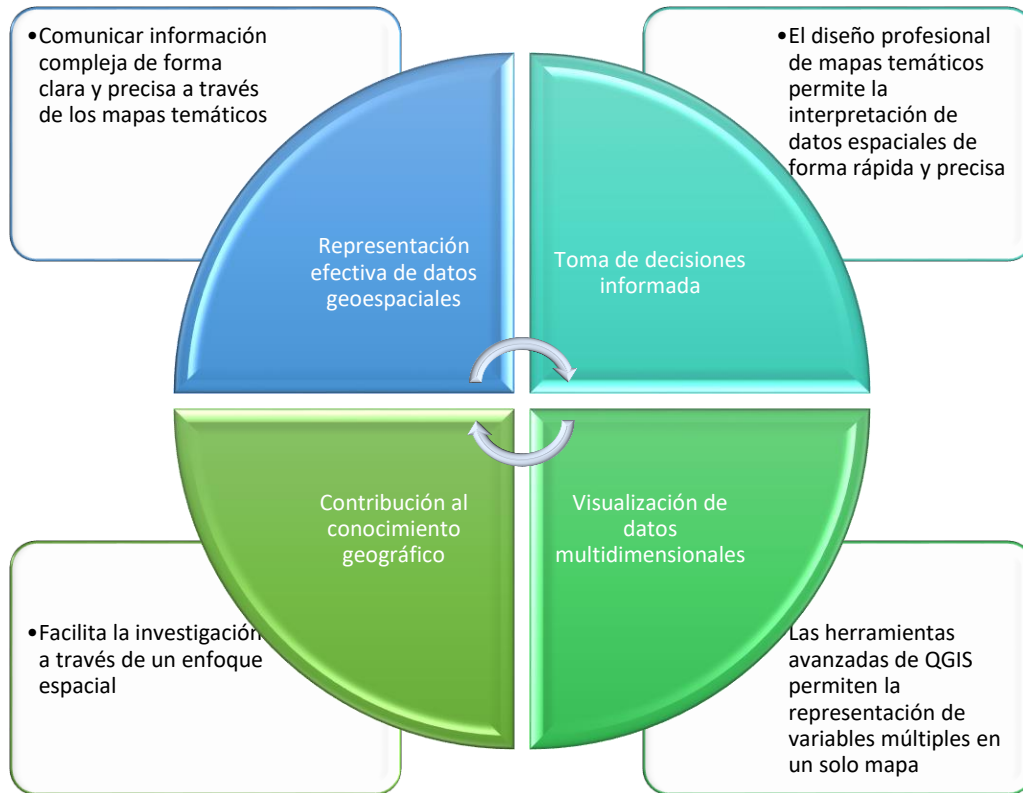 •Comunicar información
compleja de forma
clara y precisa a través
de los mapas temáticos
•El diseño profesional
de mapas temáticos
permite la
interpretación de
datos espaciales de
forma rápida y precisa
Representación
efectiva de datos
geoespaciales
Toma de decisiones
informada
Contribución al
conocimiento
geográfico
Visualización de
datos
multidimensionales
•Facilita la investigación
a través de un enfoque
espacial
Las herramientas
avanzadas de QGIS
permiten la
representación de
variables múltiples en
un solo mapa